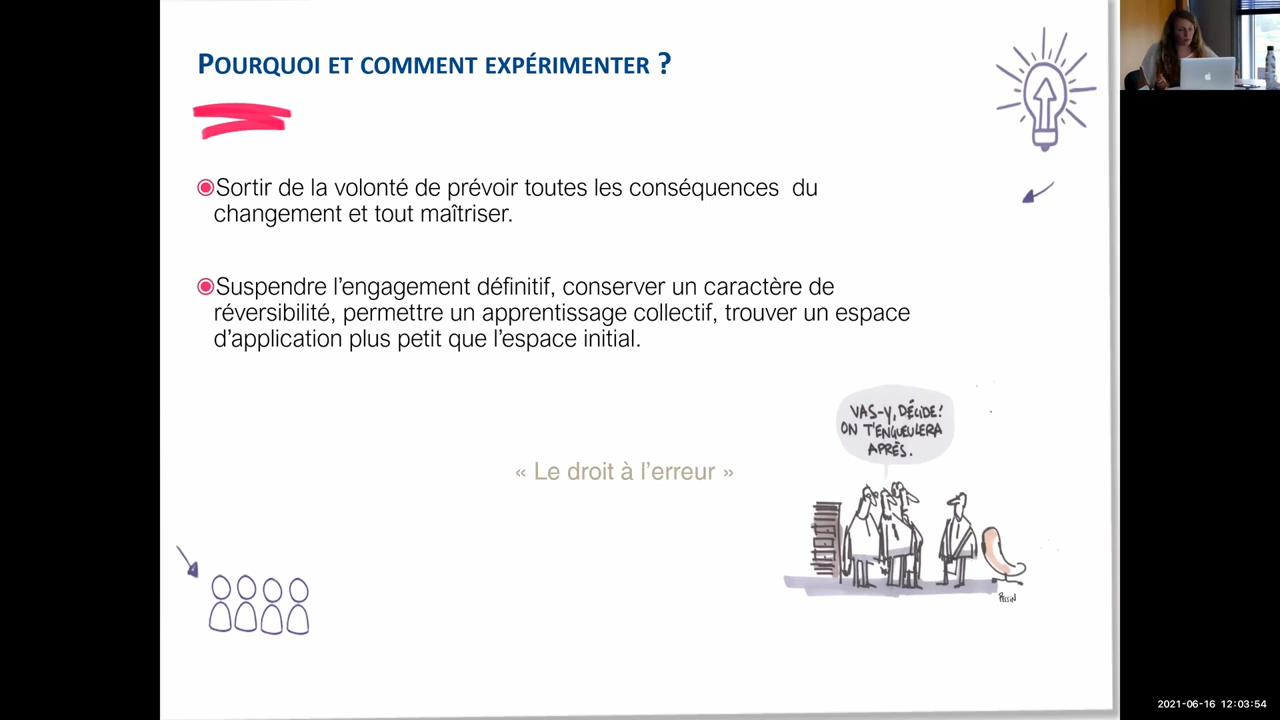 POURQUOI ET COMMENT EXPÉRIMENTER ?
Sortir de la volonté de prévoir toutes les conséquences du
changement et tout maîtriser.
Suspendre l’engagement définitif, conserver un caractère de
réversibilité, permettre un apprentissage collectif, trouver un espace
d’application plus petit que l’espace initial.
VAS-Y, DÉCIDE!
ON T'ENGUEULERA
APRÈS.
« Le droit à l’erreur »
PESSIN
2021-06-16 12:03:54